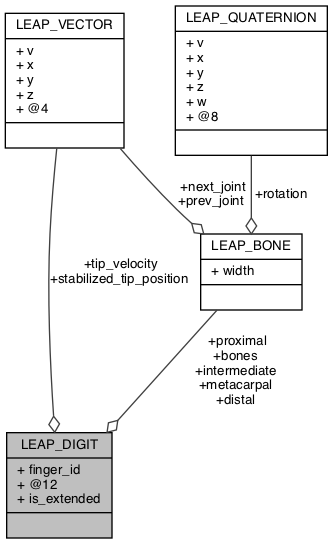 LEAP_VECTOR
+ v
+ x
+ y
+ z
+ @4
LEAP_QUATERNION
+ v
+ x
+ y
+ z
+ w
+ @8
+next_joint
+prev_joint
+rotation
LEAP_BONE
+ width
+tip_velocity
+stabilized_tip_position
+proximal
+bones
+intermediate
+metacarpal
+distal
LEAP_DIGIT
+ finger_id
+ @12
+ is_extended